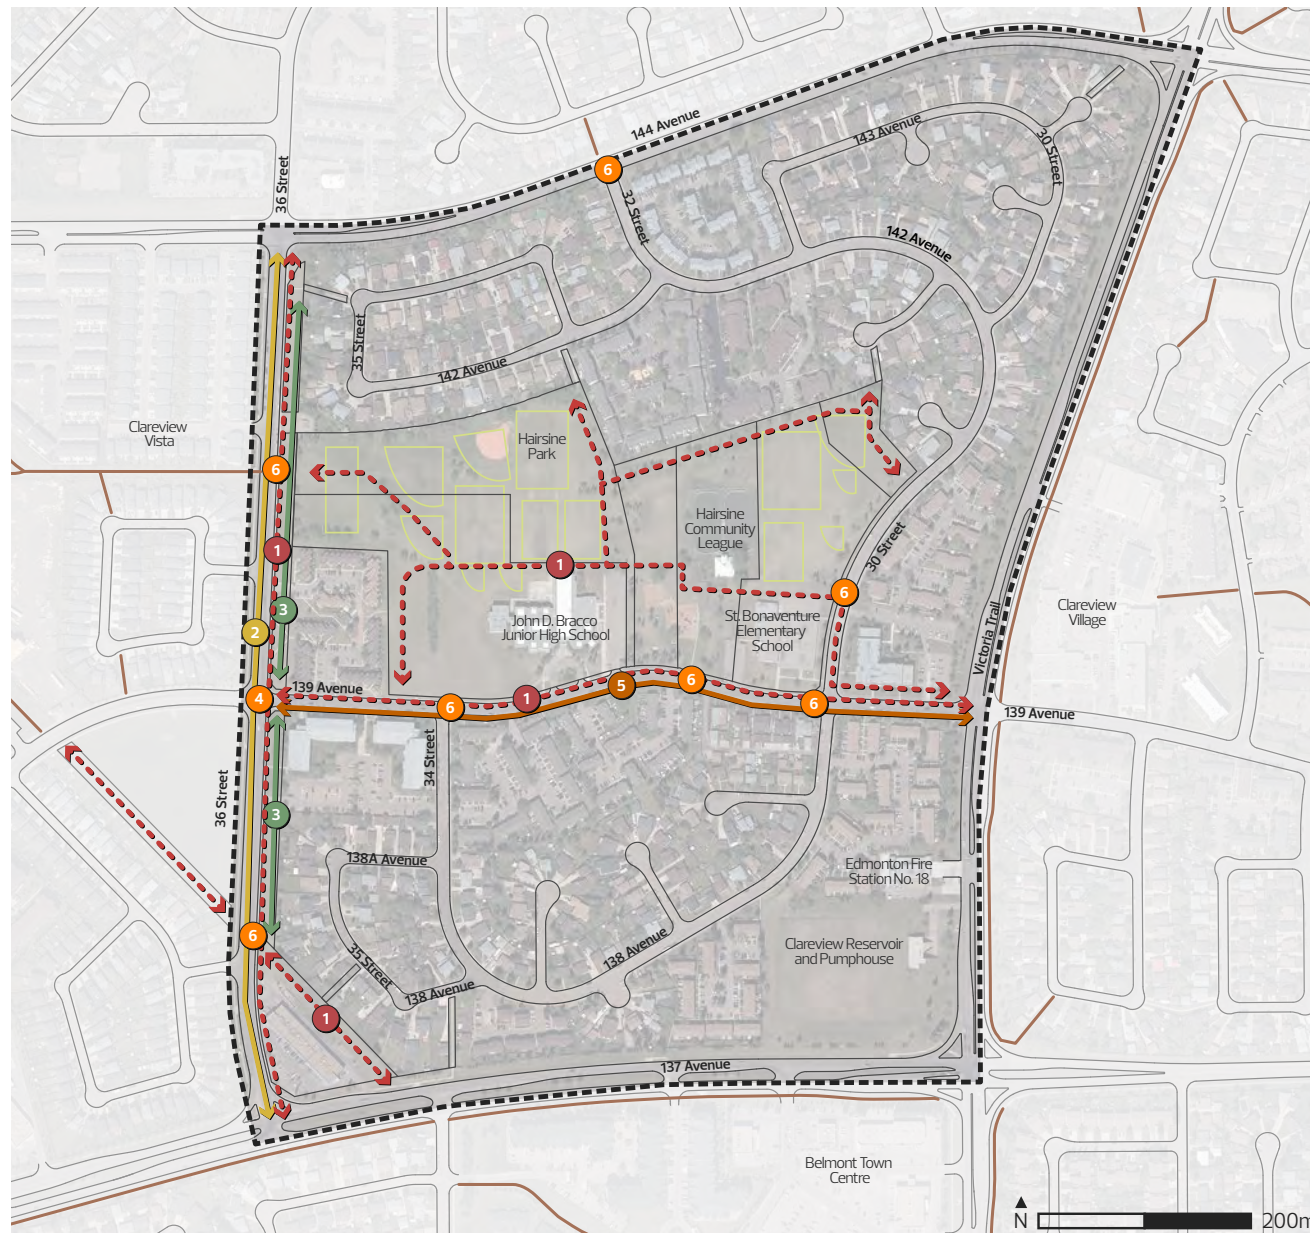 144 Avenue
143 Avenue
30 Street
36 Street
6
32 Street
142 Avenue
35 Street
142 Avenue
Clareview
Vista
Hairsine
Park
6
Hairsine
Community
League
1
1
30 Street
3
6
Clareview
Village
2
John D. Bracco
Junior High School
St. Bonaventure
Elementary
School
Victoria Trail
139 Avenue
4
6
1
5
6
6
139 Avenue
34 Street
36 Street
3
138A Avenue
Edmonton Fire
Station No. 18
6
35 Street
138 Avenue
138 Avenue
Clareview Reservoir
and Pumphouse
1
137 Avenue
Belmont Town
Centre
N
200m